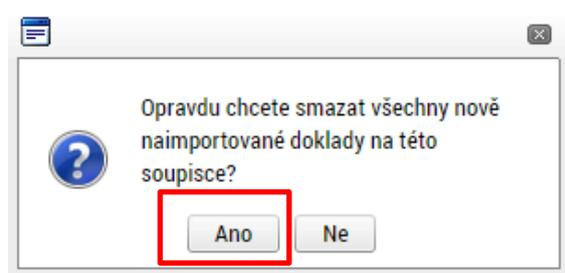 Opravdu chcete smazat všechny nově
naimportované doklady na této
soupisce?
Ano Ne